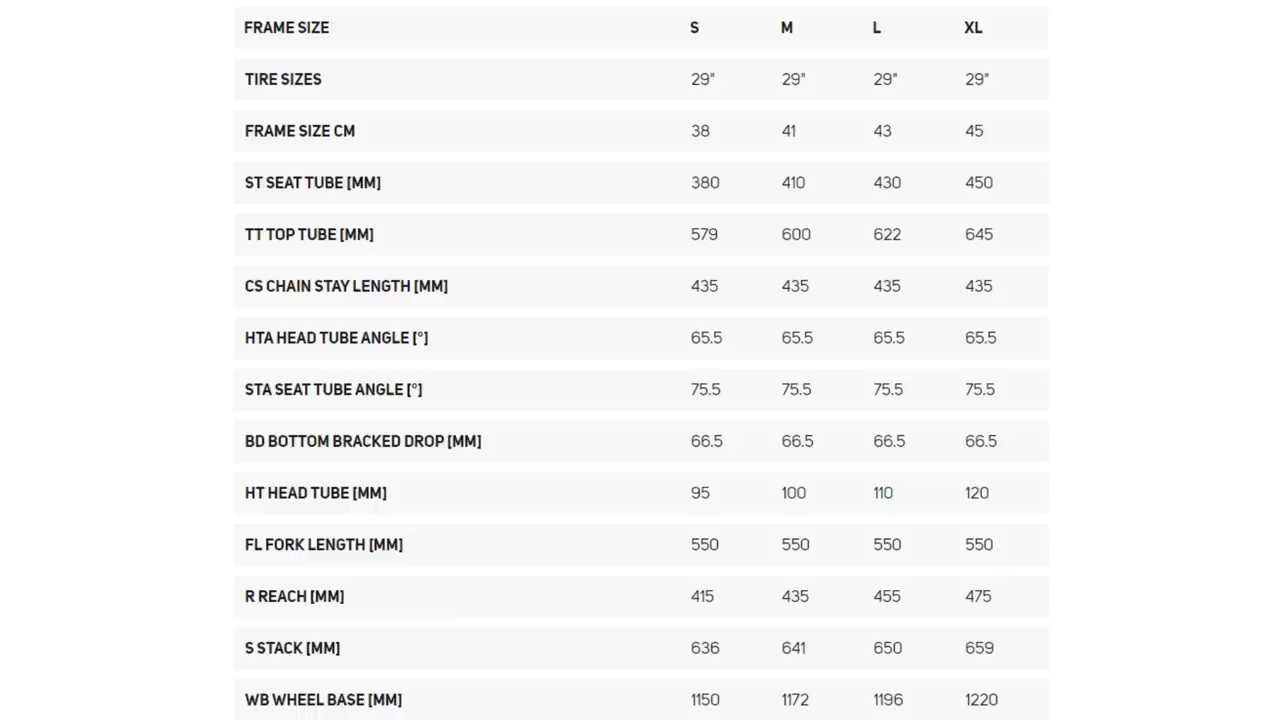 FRAME SIZE S M L XL
TIRE SIZES 29" 29" 29" 29"
FRAME SIZE CM 38 41 43 45
ST SEAT TUBE [MM] 380 410 430 450
TT TOP TUBE [MM] 579 600 622 645
CS CHAIN STAY LENGTH [MM] 435 435 435 435
HTA HEAD TUBE ANGLE [°] 65.5 65.5 65.5 65.5
STA SEAT TUBE ANGLE [°] 75.5 75.5 75.5 75.5
BD BOTTOM BRACKED DROP [MM] 66.5 66.5 66.5 66.5
HT HEAD TUBE [MM] 95 100 110 120
FL FORK LENGTH [MM] 550 550 550 550
R REACH [MM] 415 435 455 475
S STACK [MM] 636 641 650 659
WB WHEEL BASE [MM] 1150 1172 1196 1220